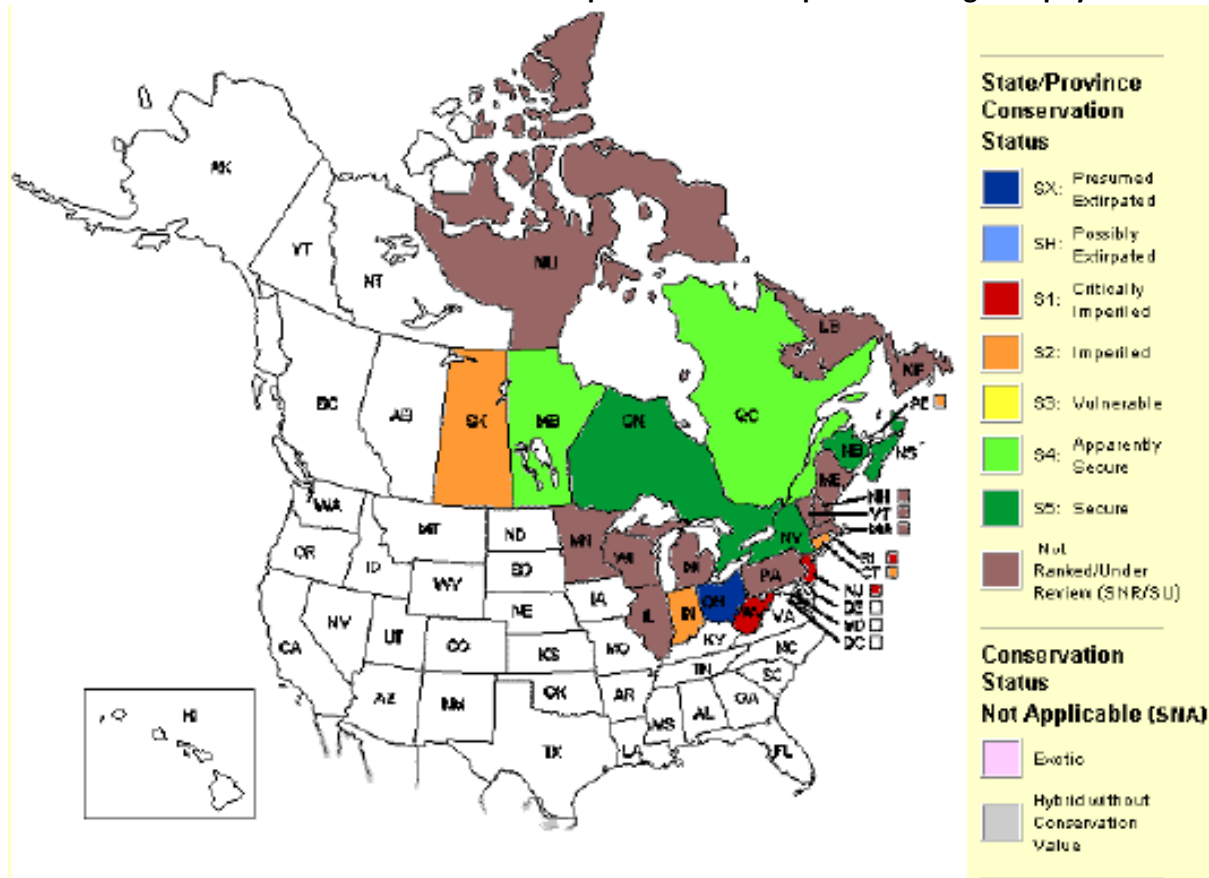 AK
YT
NT
NU
BC
AB
SK
MB
ON
QC
LB
NF
PE
NB
NS
ME
NH
VT
MA
RI
CT
NJ
DE
MD
DC
WA
OR
ID
MT
ND
SD
WY
NE
MN
WI
MI
IA
IL
IN
OH
PA
NY
WV
VA
KY
CA
NV
UT
CO
KS
MO
TN
NC
SC
AZ
NM
OK
AR
TX
LA
MS
AL
GA
FL
HI
State/Province
Conservation
Status
SX: Presumed
Extirpated
SH: Possibly
Extirpated
S1: Critically
Imperiled
S2: Imperiled
S3: Vulnerable
S4: Apparently
Secure
S5: Secure
Not
Ranked/Under
Review (SNR/SU)
Conservation
Status
Not Applicable (SNA)
Exotic
Hybrid without
Conservation
Value